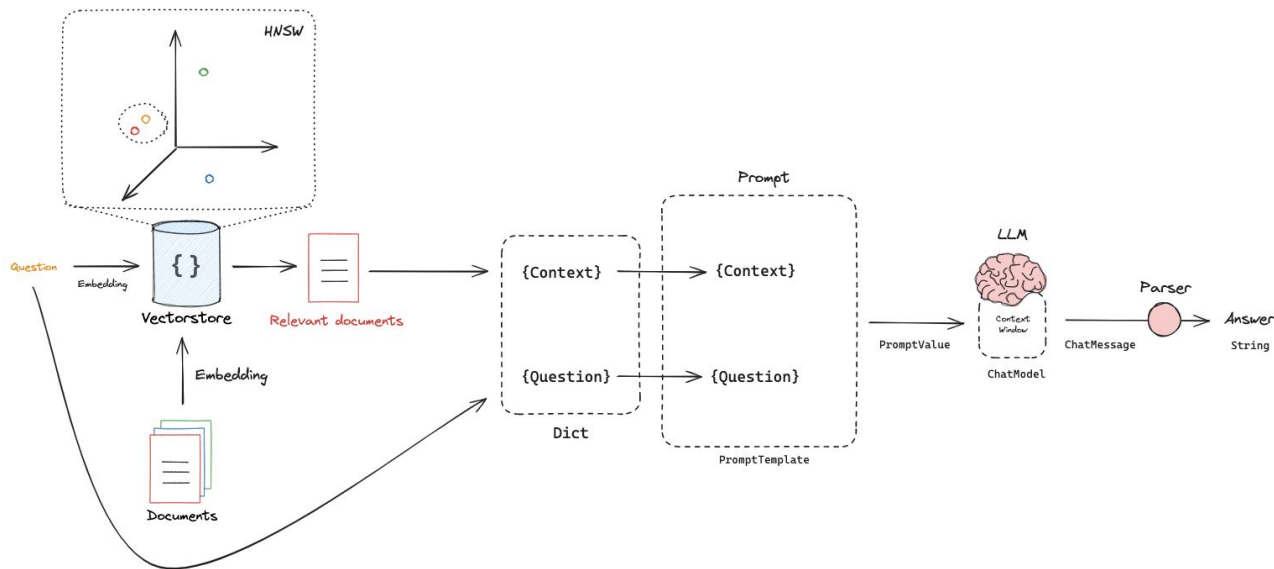 HNSW
Question
Embedding
{ }
Vectorstore
Relevant documents
Embedding
Documents
{Context}
{Question}
Dict
Prompt
{Context}
{Question}
PromptTemplate
PromptValue
LLM
Context
Window
ChatModel
ChatMessage
Parser
Answer
String